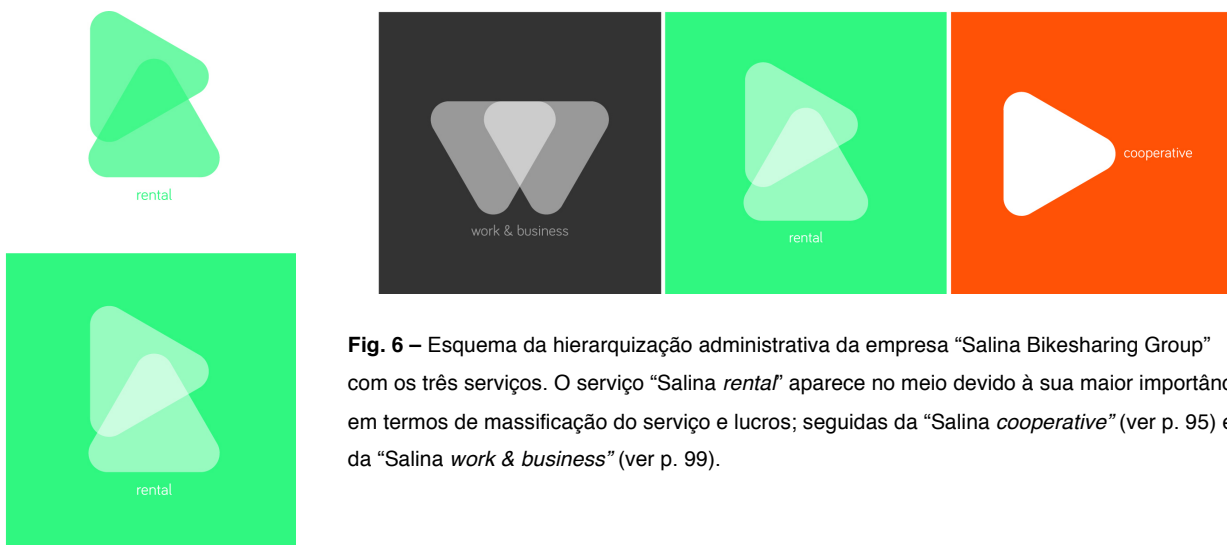 rental
rental
work & business
rental
cooperative
Fig. 6 – Esquema da hierarquização administrativa da empresa “Salina Bikesharing Group”
com os três serviços. O serviço “Salina rental” aparece no meio devido à sua maior
em termos de massificação do serviço e lucros; seguidas da “Salina cooperative” (ver p. 95) e
da “Salina work & business” (ver p. 99).